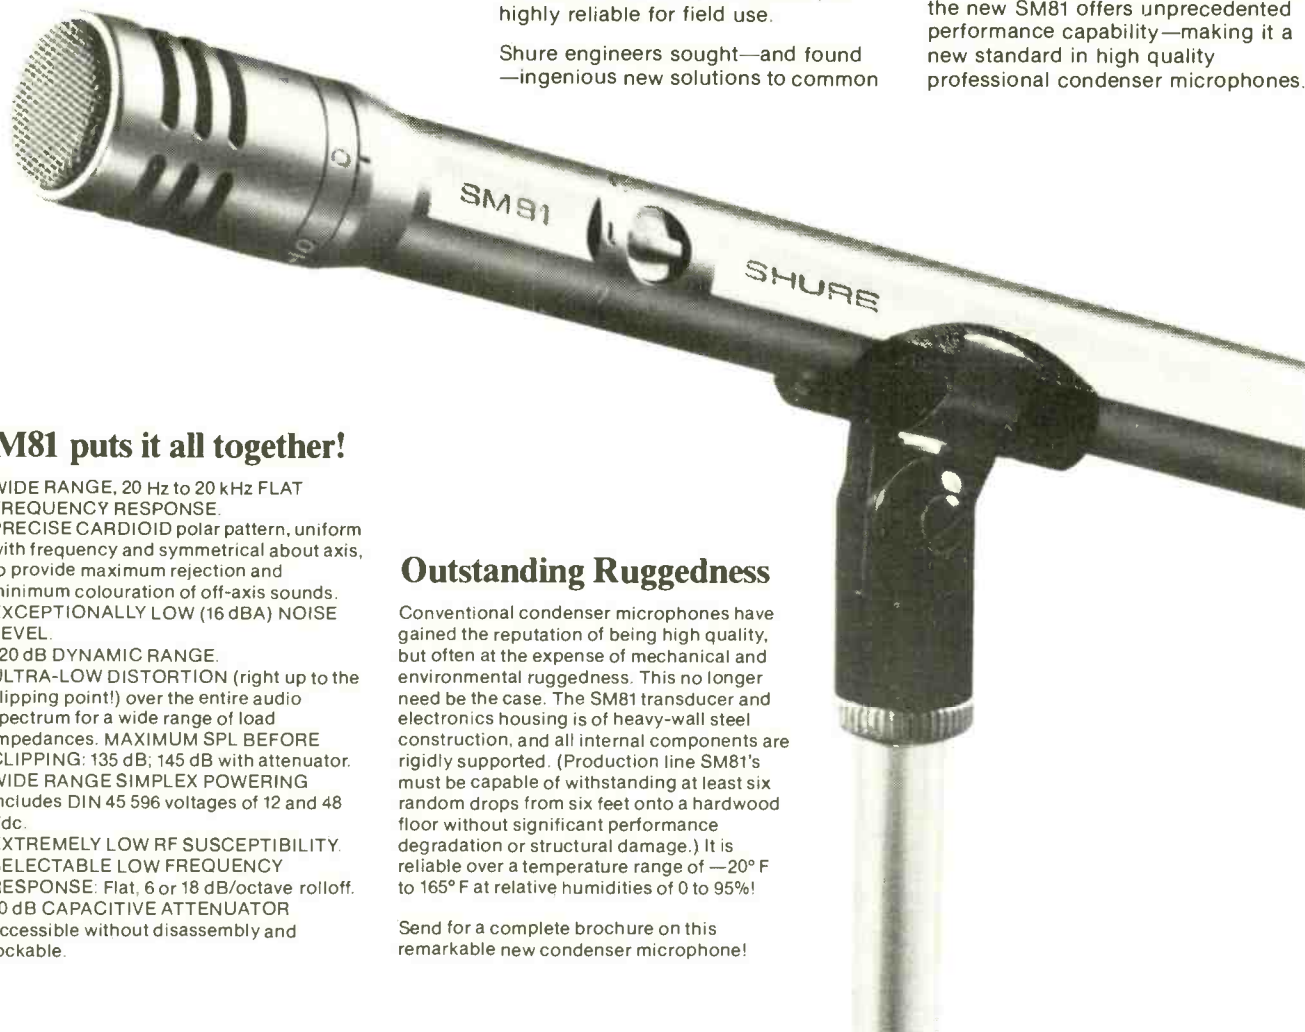 highly reliable for field use.
Shure engineers sought—and found
—ingenious new solutions to common
the new SM81 offers unprecedented
performance capability—making it a
new standard in high quality
professional condenser microphones.
0
10
SM81
SHURE
M81 puts it all together!
WIDE RANGE, 20 Hz to 20 kHz FLAT
FREQUENCY RESPONSE.
PRECISE CARDIOID polar pattern, uniform
with frequency and symmetrical about axis,
to provide maximum rejection and
minimum colouration of off-axis sounds.
EXCEPTIONALLY LOW (16 dBA) NOISE
LEVEL.
20 dB DYNAMIC RANGE.
ULTRA-LOW DISTORTION (right up to the
clipping point!) over the entire audio
spectrum for a wide range of load
impedances. MAXIMUM SPL BEFORE
CLIPPING: 135 dB; 145 dB with attenuator.
WIDE RANGE SIMPLEX POWERING
includes DIN 45 596 voltages of 12 and 48
Vdc.
EXTREMELY LOW RF SUSCEPTIBILITY.
SELECTABLE LOW FREQUENCY
RESPONSE: Flat, 6 or 18 dB/octave rolloff.
0 dB CAPACITIVE ATTENUATOR
accessible without disassembly and
lockable.
Outstanding Ruggedness
Conventional condenser microphones have
gained the reputation of being high quality,
but often at the expense of mechanical and
environmental ruggedness. This no longer
need be the case. The SM81 transducer and
electronics housing is of heavy-wall steel
construction, and all internal components are
rigidly supported. (Production line SM81's
must be capable of withstanding at least six
random drops from six feet onto a hardwood
floor without significant performance
degradation or structural damage.) It is
reliable over a temperature range of —20° F
to 165° F at relative humidities of 0 to 95%!
Send for a complete brochure on this
remarkable new condenser microphone!